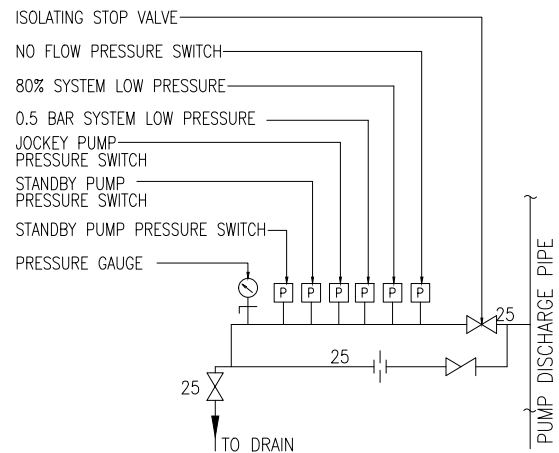 ISOLATING STOP VALVE
NO FLOW PRESSURE SWITCH
80% SYSTEM LOW PRESSURE
0.5 BAR SYSTEM LOW PRESSURE
JOCKEY PUMP
PRESSURE SWITCH
STANDBY PUMP
PRESSURE SWITCH
STANDBY PUMP PRESSURE SWITCH
PRESSURE GAUGE
P P P P P P
25
25
25
TO DRAIN
PUMP DISCHARGE PIPE